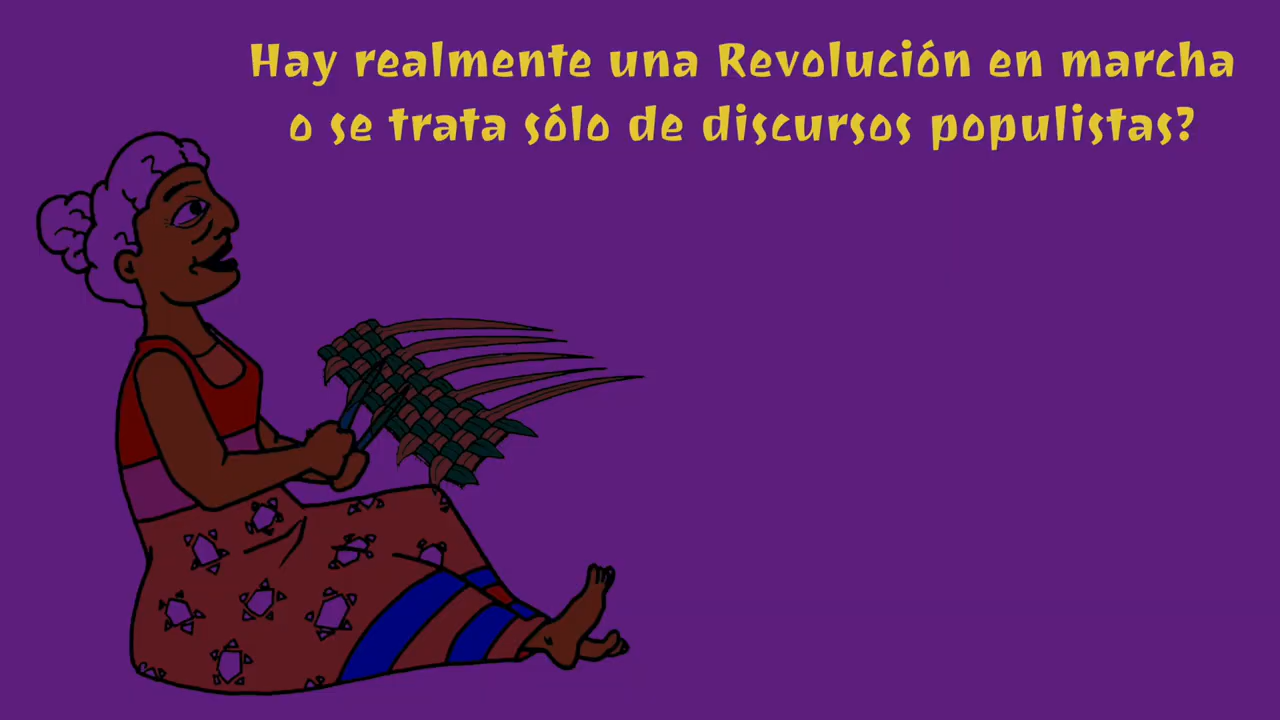 Hay realmente una Revolución en marcha
o se trata sólo de discursos populistas?